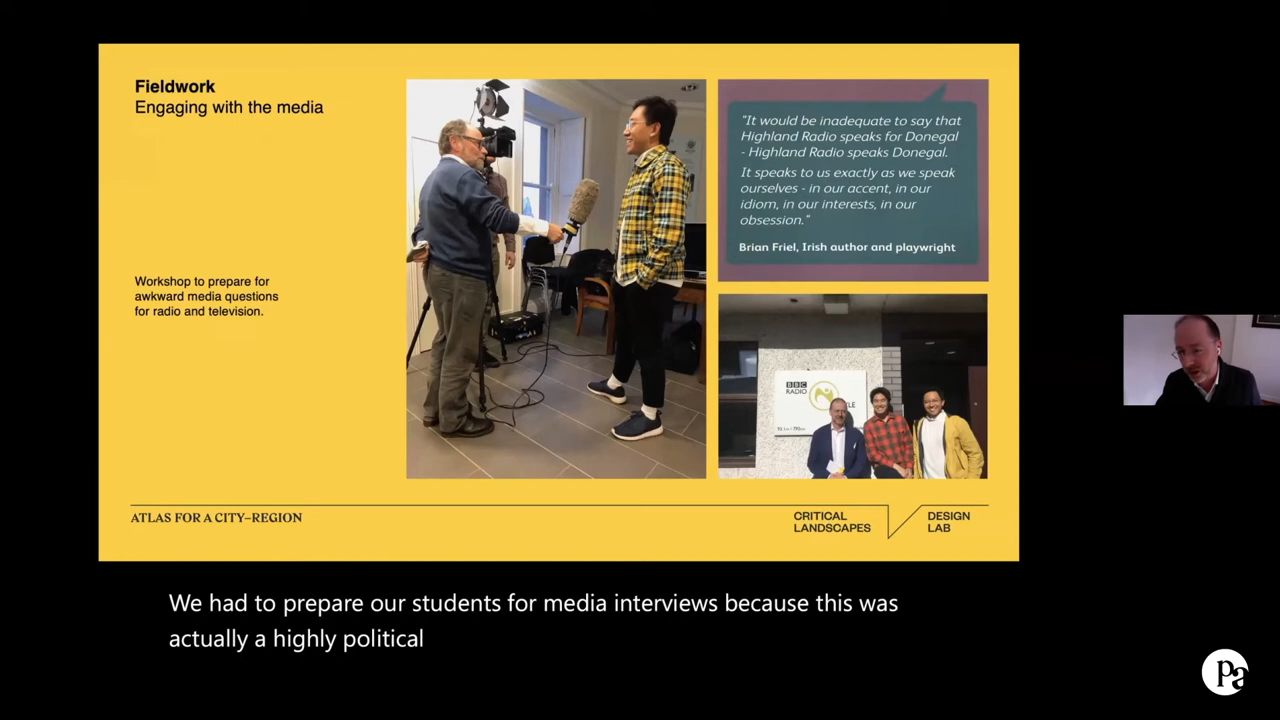 Fieldwork
Engaging with the media
Workshop to prepare for
awkward media questions
for radio and television.
"It would be inadequate to say that
Highland Radio speaks for Donegal
- Highland Radio speaks Donegal.
It speaks to us exactly as we speak
ourselves - in our accent, in our
idiom, in our interests, in our
obsession."
Brian Friel, Irish author and playwright
BBC
RADIO
YLE
ATLAS FOR A CITY–REGION
CRITICAL
LANDSCAPES
DESIGN
LAB
We had to prepare our students for media interviews because this was
actually a highly political
pa